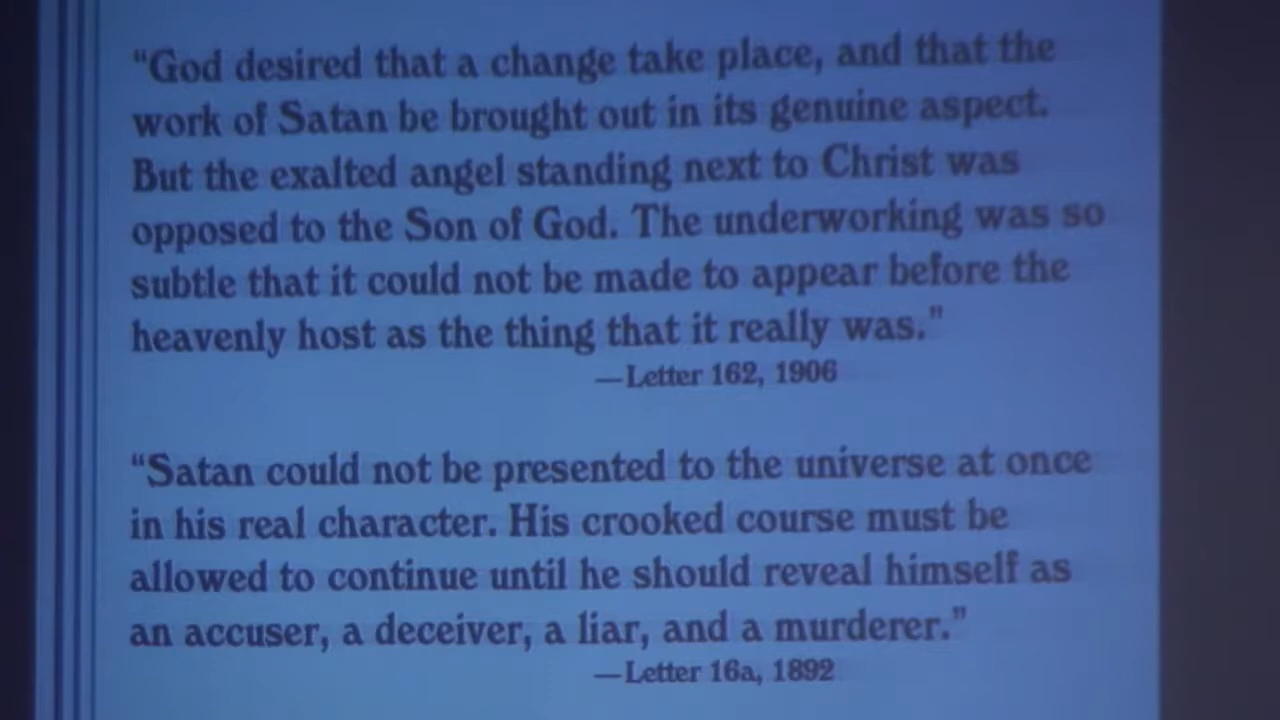 “God desired that a change take place, and that the
work of Satan be brought out in its genuine aspect.
But the exalted angel standing next to Christ was
opposed to the Son of God. The underworking was so
subtle that it could not be made to appear before the
heavenly host as the thing that it really was."
—Letter 162, 1906
“Satan could not be presented to the universe at once
in his real character. His crooked course must be
allowed to continue until he should reveal himself as
an accuser, a deceiver, a liar, and a murderer.”
—Letter 16a, 1892